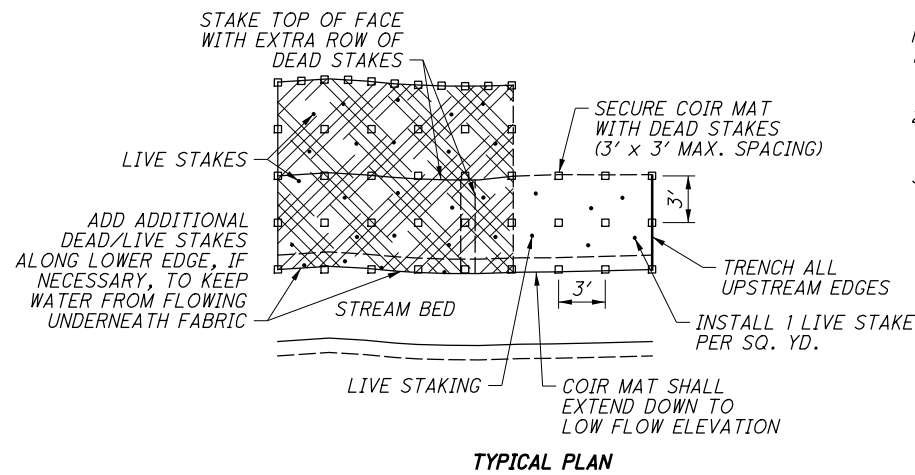 STAKE TOP OF FACE
WITH EXTRA ROW OF
DEAD STAKES
SECURE COIR MAT
WITH DEAD STAKES
(3' x 3' MAX. SPACING)
LIVE STAKES
3'
ADD ADDITIONAL
DEAD/LIVE STAKES
ALONG LOWER EDGE, IF
NECESSARY, TO KEEP
WATER FROM FLOWING
UNDERNEATH FABRIC
STREAM BED
3'
TRENCH ALL
UPSTREAM EDGES
INSTALL 1 LIVE STAKE
PER SQ. YD.
LIVE STAKING
COIR MAT SHALL
EXTEND DOWN TO
LOW FLOW ELEVATION
TYPICAL PLAN